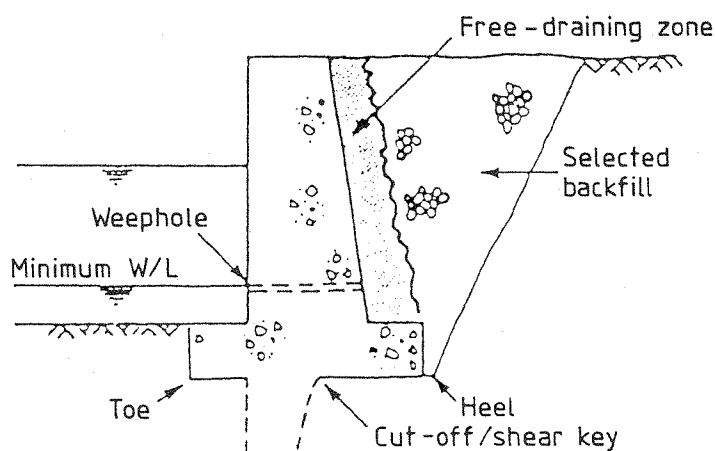 Free-draining zone
Selected
backfill
Weephole
Minimum W/L
Toe
Heel
Cut-off/shear key